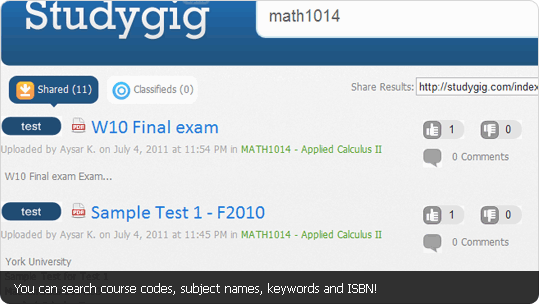 Studygig
math1014
Shared (11)
Classifieds (0)
Share Results: http://studygig.com/index
test
PDF
W10 Final exam
1
0
Uploaded by Aysar K. on July 4, 2011 at 11:54 PM in MATH1014 - Applied Calculus II
0 Comments
W10 Final exam Exam...
test
PDF
Sample Test 1 - F2010
1
0
Uploaded by Aysar K. on July 4, 2011 at 11:45 PM in MATH1014 - Applied Calculus II
0 Comments
York University
You can search course codes, subject names, keywords and ISBN!